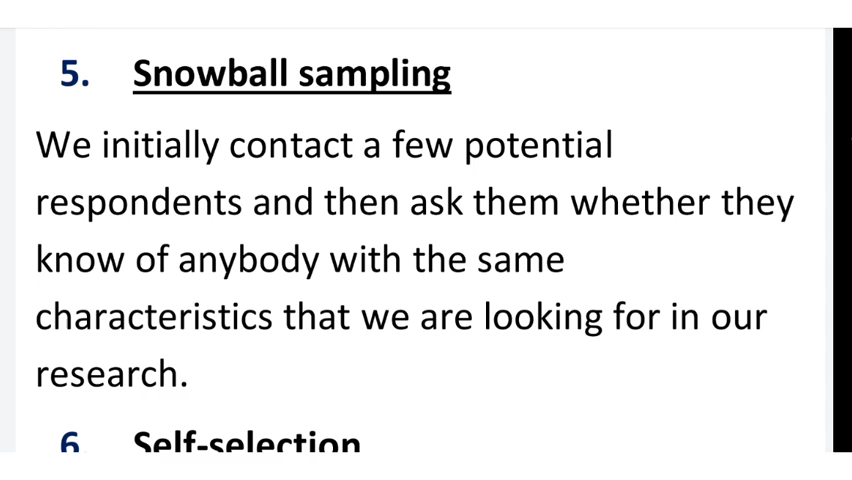 5. Snowball sampling
We initially contact a few potential
respondents and then ask them whether they
know of anybody with the same
characteristics that we are looking for in our
research.
6. Self-selection